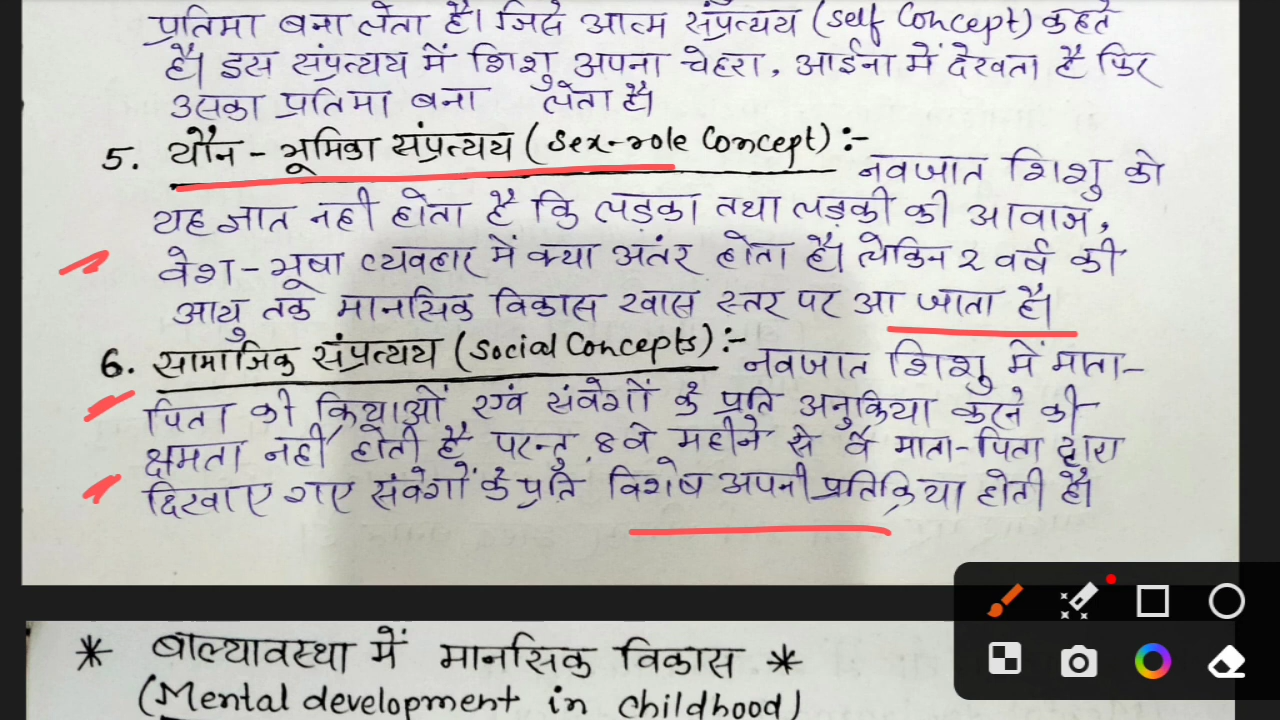 प्रतिमा बना लेता है। जिसे आत्म संप्रत्यय (self Concept) कहते
है। इस संप्रत्यय में शिशु अपना चेहरा, आईना में देखता है फिर
उसका प्रतिमा बना लेता है।
5. यौन - भूमिका संप्रत्यय (Sex-role Concept) :- नवजात शिशु को
यह ज्ञात नही होता है कि लड़का तथा लड़की की आवाज,
वेश-भूषा व्यवहार में क्या अतंर होता है। लेकिन २ वर्ष की
आयु तक मानसिक विकास खास स्तर पर आ जाता है।
6. सामाजिक संप्रत्यय (Social Concepts) :- नवजात शिशु में माता-
पिता की क्रियाओं एवं संवेगों के प्रति अनुक्रिया करने की
क्षमता नही होती है परन्तु 8वे महीने से वै माता-पिता द्वारा
दिखाए गए संवेगों के प्रति विशेष अपनी प्रतिक्रिया होती है।
* बाल्यावस्था में मानसिक विकास *
(Mental development in childhood)